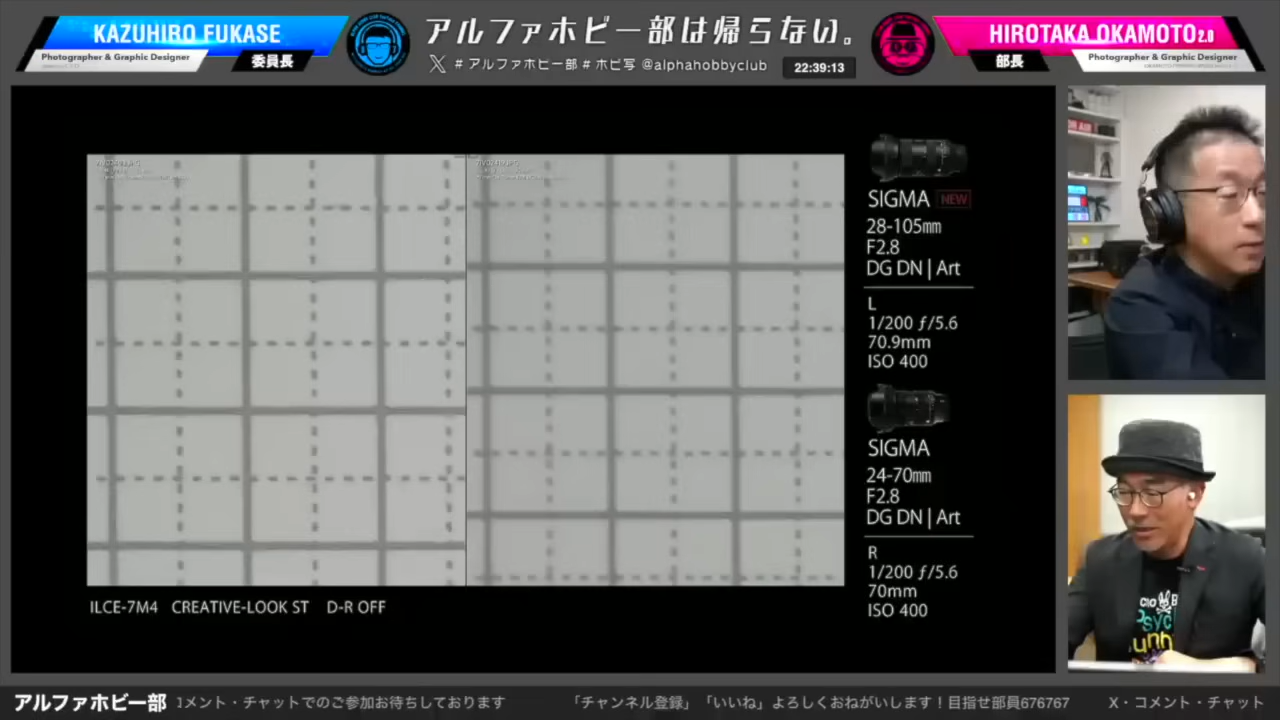 KAZUHIRO FUKASE
Photographer & Graphic Designer
委員長
アルファホビー部は帰らない。
# アルファホビー部 # ホビ写 @alphahobbyclub
22:39:13
HIROTAKA OKAMOTO2.0
部長
Photographer & Graphic Designer
SIGMA NEW
28-105mm
F2.8
DG DN | Art
L
1/200 ƒ/5.6
70.9mm
ISO 400
SIGMA
24-70mm
F2.8
DG DN | Art
R
1/200 ƒ/5.6
70mm
ISO 400
ILCE-7M4 CREATIVE-LOOK ST D-R OFF
アルファホビー部
コメント・チャットでのご参加お待ちしております 「チャンネル登録」「いいね」よろしくおねがいします！目指せ部員676767 X・コメント・チャット